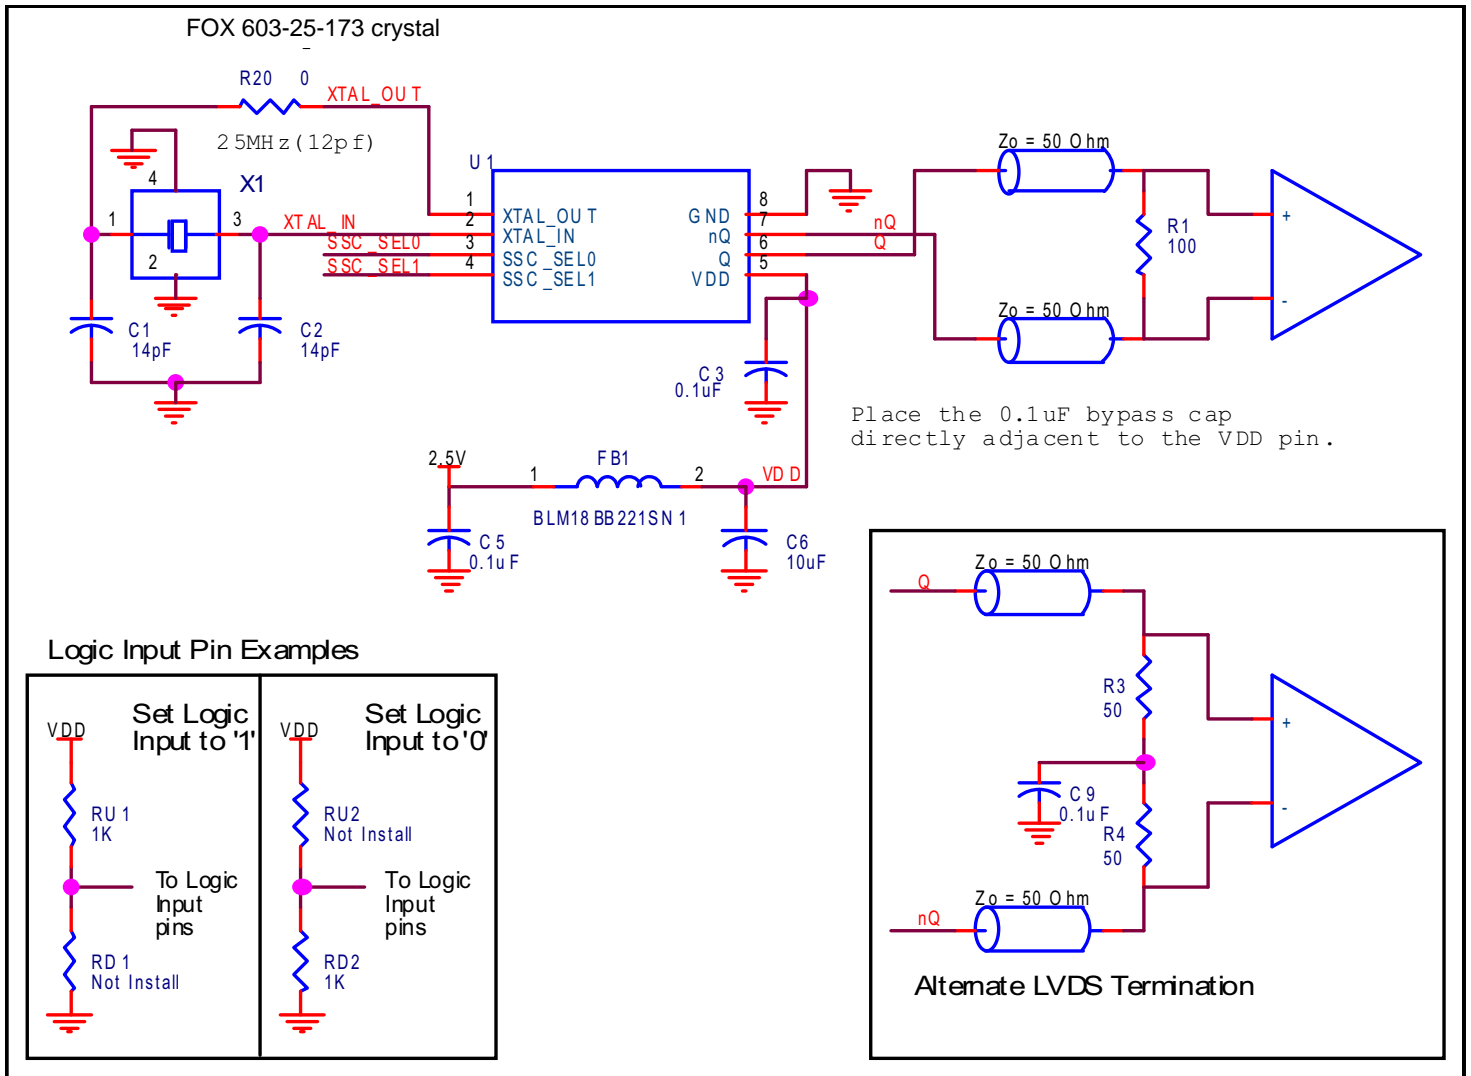 FOX 603-25-173 crystal
R20 0
XTAL_OUT
25MHz(12pf)
X1
4
1
3
2
XTAL_IN
SSC_SEL0
SSC_SEL1
C1
14pF
C2
14pF
U1
1
2
3
4
XTAL_OUT
XTAL_IN
SSC_SEL0
SSC_SEL1
GND
nQ
Q
VDD
8
7
6
5
nQ
Q
Zo = 50 Ohm
Zo = 50 Ohm
R1
100
+
-
C3
0.1uF
Place the 0.1uF bypass cap
directly adjacent to the VDD pin.
2.5V
1
FB1
2
VDD
BLM18BB221SN1
C5
0.1uF
C6
10uF
Logic Input Pin Examples
VDD
Set Logic
Input to '1'
RU1
1K
To Logic
Input
pins
RD1
Not Install
VDD
Set Logic
Input to '0'
RU2
Not Install
To Logic
Input
pins
RD2
1K
Q
Zo = 50 Ohm
R3
50
C9
0.1uF
R4
50
+
-
nQ
Zo = 50 Ohm
Alternate LVDS Termination